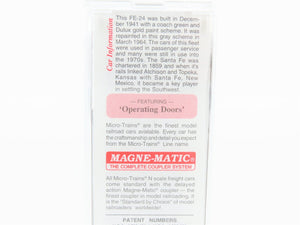 Car Information
This FE-24 was built in Decem-
ber 1941 with a coach green and
Dulux gold paint scheme. It was
repainted in the gray scheme in
March 1964. The cars of this fleet
were used in passenger service
and many were still in use into
the 1970s. The Santa Fe was
chartered in 1859 and when it's
rails linked Atchison and Topeka,
Kansas with Santa Fe, New
Mexico, it became a key player
in settling the Southwest.
— FEATURING —
'Operating Doors'
Micro-Trains® are the finest model
railroad cars available. Every car has
the craftsmanship and detail you expect
from the Micro-Trains® Line name.
MAGNE-MATIC®
THE COMPLETE COUPLER SYSTEM
All Micro-Trains® N scale freight cars
come standard with the delayed
action Magne-Matic® coupler — the
finest coupler in model railroading. It
is the "Standard by Choice" of model
railroaders worldwide!
PATENT NUMBERS